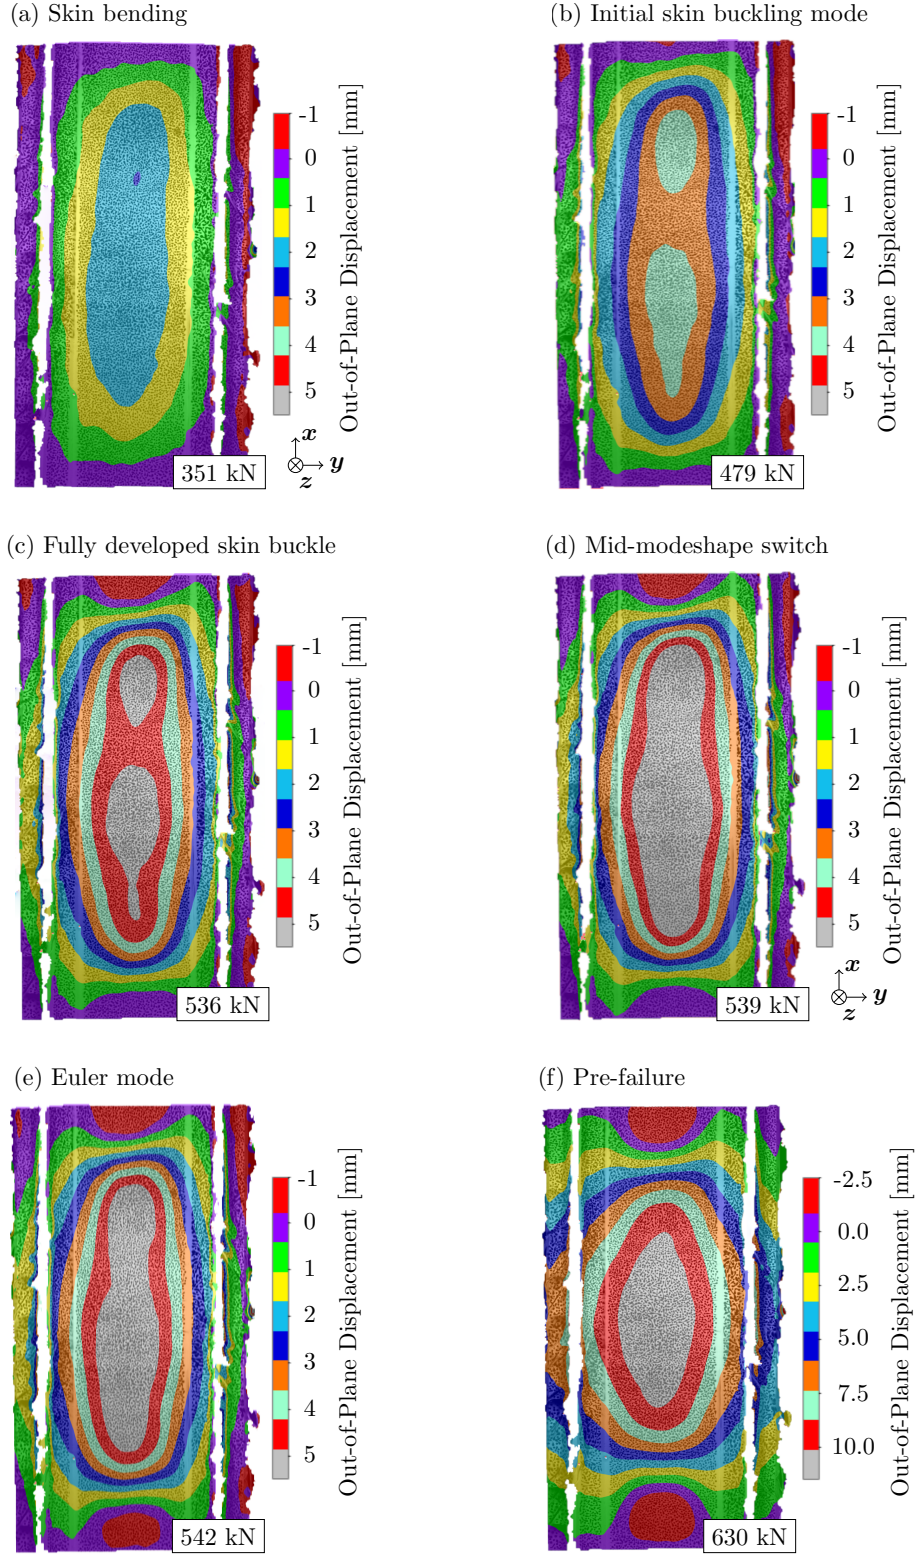 (a) Skin bending
-1
0
1
2
3
4
5
Out-of-Plane Displacement [mm]
x
y
z
351 kN
(b) Initial skin buckling mode
-1
0
1
2
3
4
5
Out-of-Plane Displacement [mm]
479 kN
(c) Fully developed skin buckle
-1
0
1
2
3
4
5
Out-of-Plane Displacement [mm]
536 kN
(d) Mid-modeshape switch
-1
0
1
2
3
4
5
Out-of-Plane Displacement [mm]
x
y
z
539 kN
(e) Euler mode
-1
0
1
2
3
4
5
Out-of-Plane Displacement [mm]
542 kN
(f) Pre-failure
-2.5
0.0
2.5
5.0
7.5
10.0
Out-of-Plane Displacement [mm]
630 kN